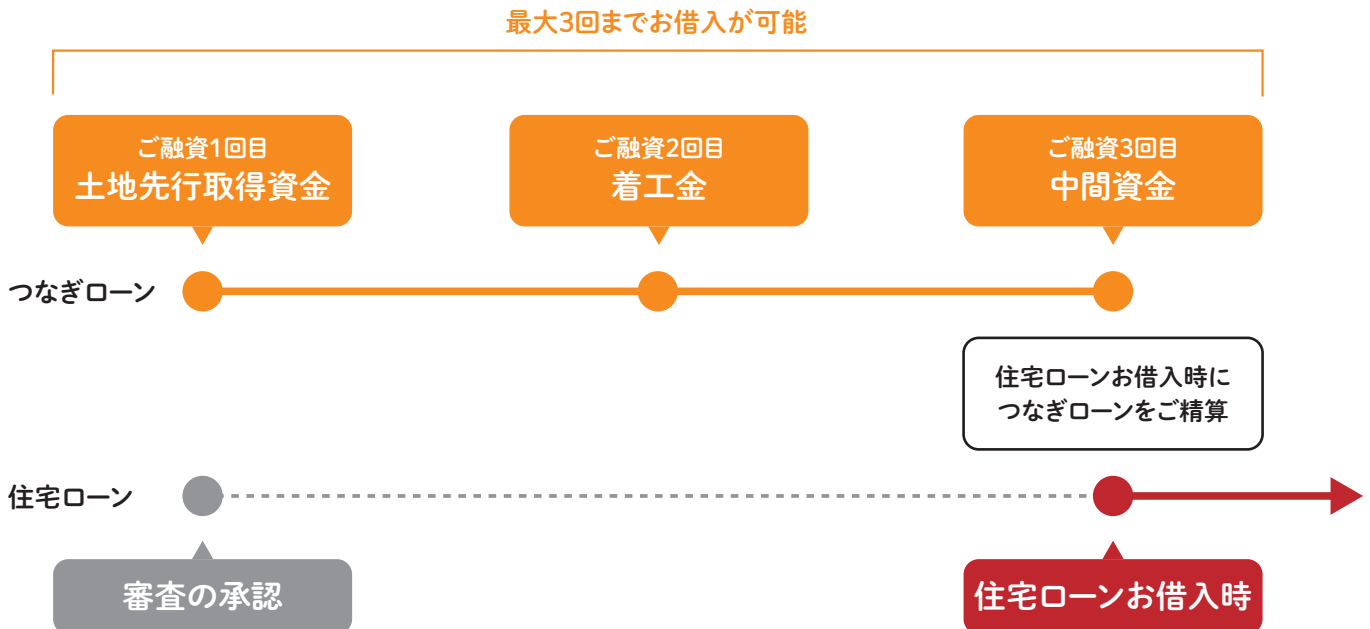 最大3回までお借入が可能
ご融資1回目
土地先行取得資金
ご融資2回目
着工金
ご融資3回目
中間資金
つなぎローン
住宅ローンお借入時に
つなぎローンをご精算
住宅ローン
審査の承認
住宅ローンお借入時